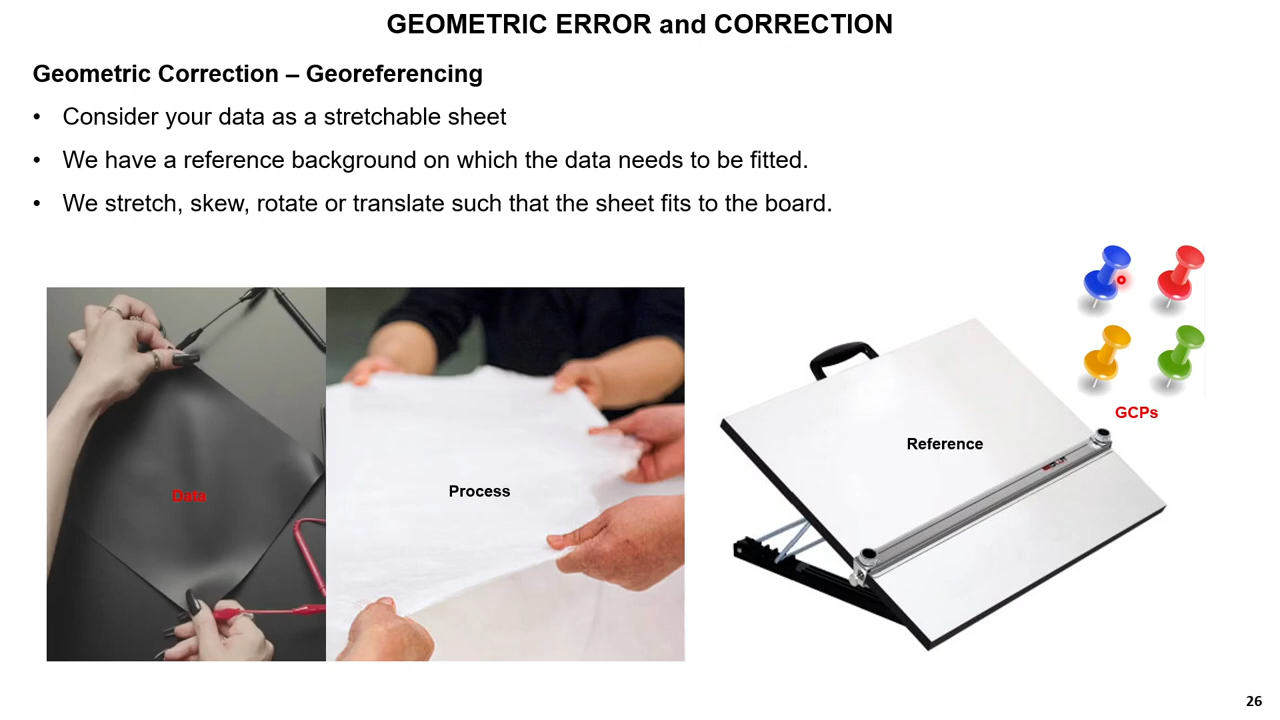 GEOMETRIC ERROR and CORRECTION
Geometric Correction – Georeferencing
• Consider your data as a stretchable sheet
• We have a reference background on which the data needs to be fitted.
• We stretch, skew, rotate or translate such that the sheet fits to the board.
GCPs
Reference
Data
Process
26